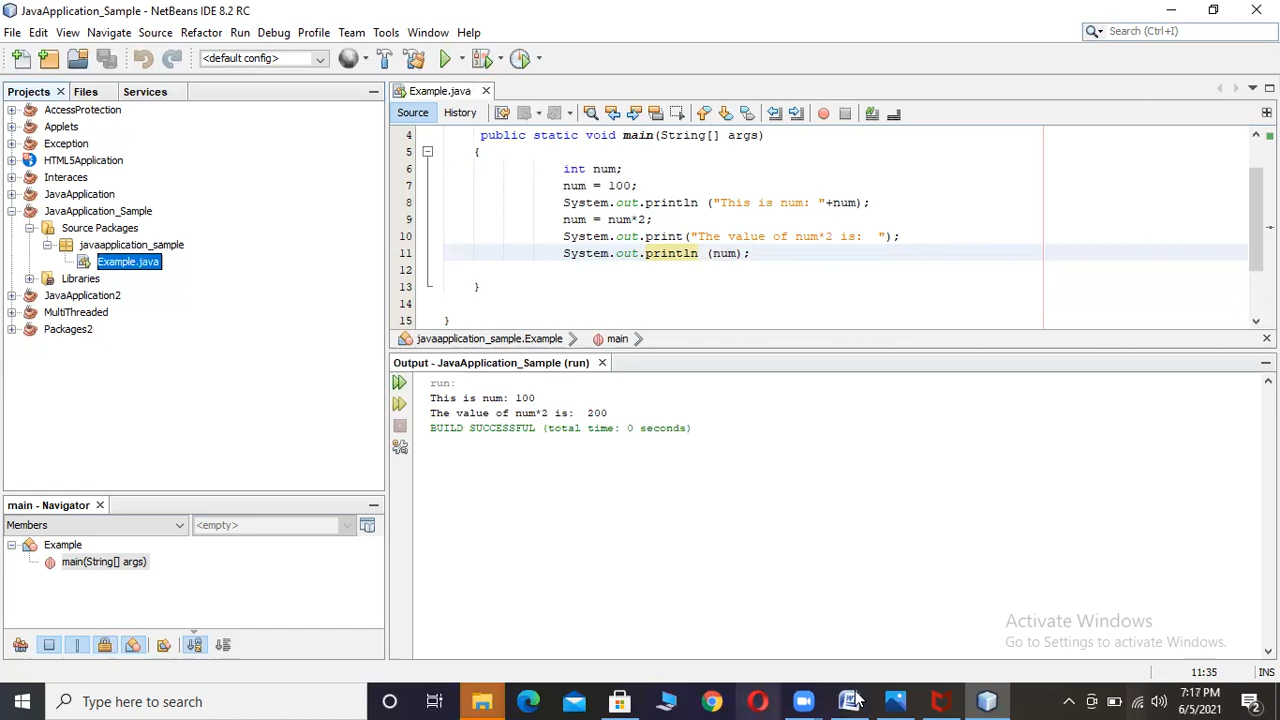 JavaApplication_Sample - NetBeans IDE 8.2 RC
File Edit View Navigate Source Refactor Run Debug Profile Team Tools Window Help
Search (Ctrl+I)
<default config>
Projects Files Services
AccessProtection
Applets
Exception
HTML5Application
Interaces
JavaApplication
JavaApplication_Sample
Source Packages
javaapplication_sample
Example.java
Libraries
JavaApplication2
MultiThreaded
Packages2
main - Navigator
Members <empty>
Example
main(String[] args)
Example.java
Source History
4 public static void main(String[] args)
5 {
6 int num;
7 num = 100;
8 System.out.println ("This is num: "+num);
9 num = num*2;
10 System.out.print("The value of num*2 is:  ");
11 System.out.println (num);
12
13 }
14
15 }
javaapplication_sample.Example main
Output - JavaApplication_Sample (run)
run:
This is num: 100
The value of num*2 is:  200
BUILD SUCCESSFUL (total time: 0 seconds)
Activate Windows
Go to Settings to activate Windows.
11:35 INS
Type here to search
7:17 PM
6/5/2021
2